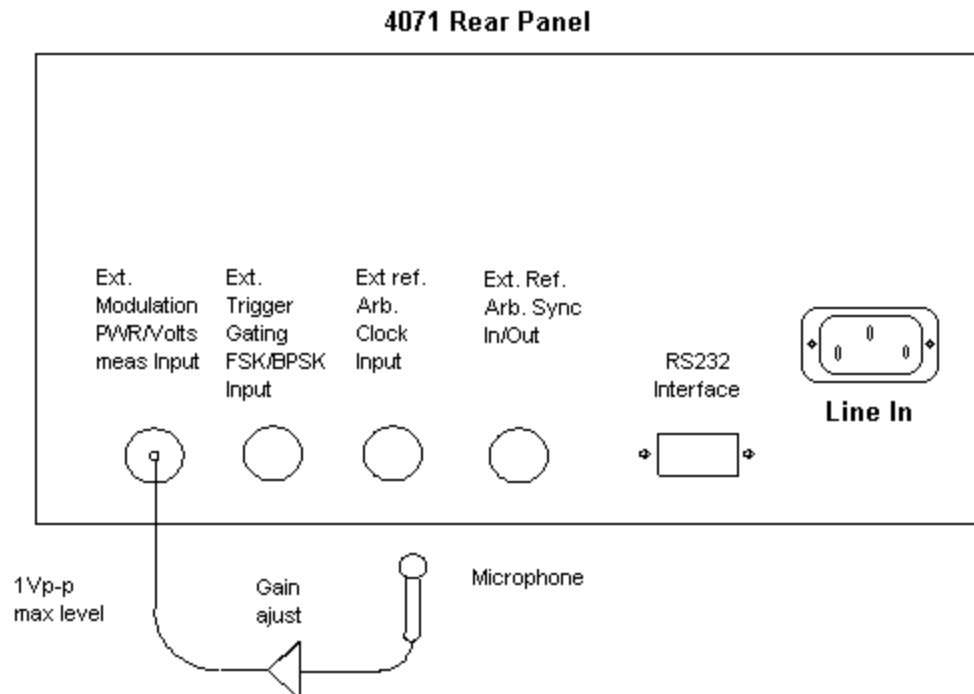 4071 Rear Panel
Ext.
Modulation
PWR/Volts
meas Input
Ext.
Trigger
Gating
FSK/BPSK
Input
Ext ref.
Arb.
Clock
Input
Ext. Ref.
Arb. Sync
In/Out
RS232
Interface
Line In
1Vp-p
max level
Gain
ajust
Microphone